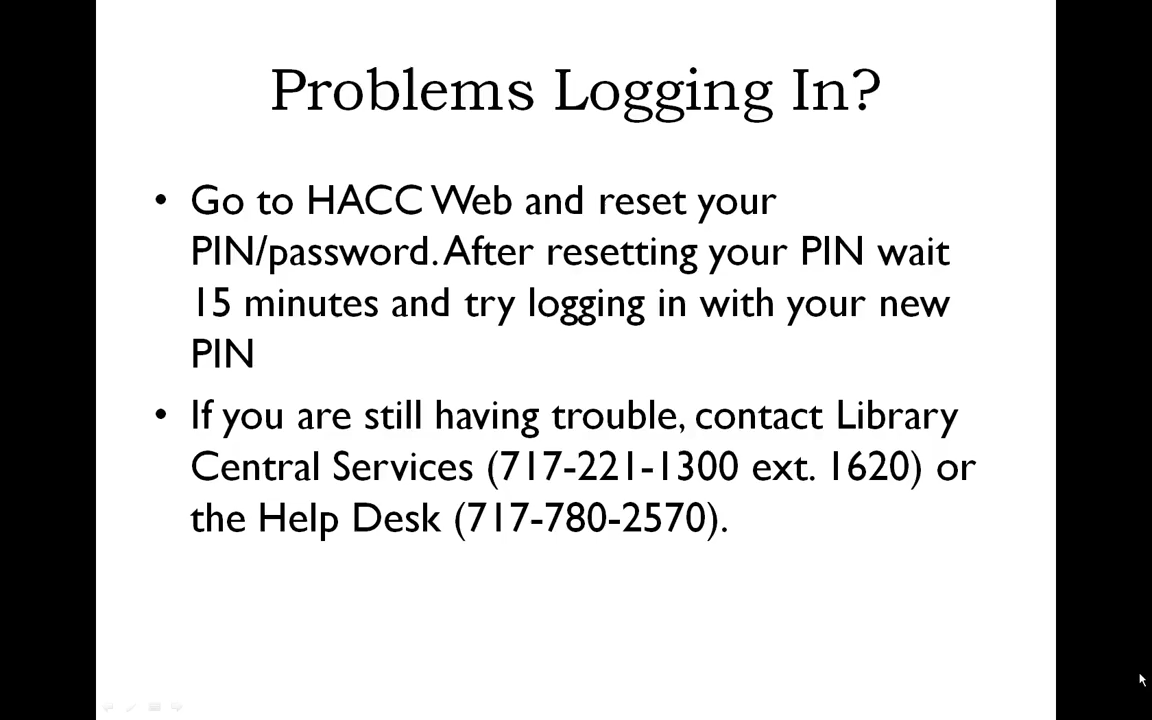 Problems Logging In?
• Go to HACC Web and reset your
PIN/password. After resetting your PIN wait
15 minutes and try logging in with your new
PIN
• If you are still having trouble, contact Library
Central Services (717-221-1300 ext. 1620) or
the Help Desk (717-780-2570).